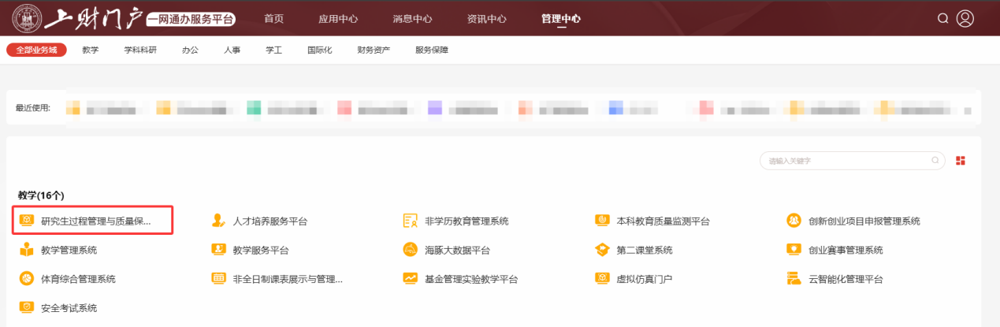 上财门户 一网通办服务平台 首页 应用中心 消息中心 资讯中心 管理中心
全部业务域 教学 学科科研 办公 人事 学工 国际化 财务资产 服务保障
最近使用:
请输入关键字
教学(16个)
研究生过程管理与质量保... 人才培养服务平台 非学历教育管理系统 本科教育质量监测平台 创新创业项目申报管理系统
教学管理系统 教学服务平台 海豚大数据平台 第二课堂系统 创业赛事管理系统
体育综合管理系统 非全日制课表展示与管理... 基金管理实验教学平台 虚拟仿真门户 云智能化管理平台
安全考试系统